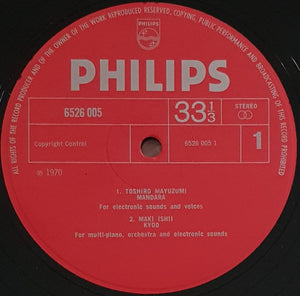 ALL RIGHTS OF THE RECORD PRODUCER AND OF THE OWNER OF THE WORK REPRODUCED RESERVED, COPYING, PUBLIC PERFORMANCE AND BROADCASTING OF THIS RECORD PROHIBITED
PHILIPS
PHILIPS
6526 005
33 1/3
STEREO
Copyright Control
6526 005 1
1
℗ 1970
1. TOSHIRO MAYUZUMI
MANDARA
For electronic sounds and voices
2. MAKI ISHII
KYOO
For multi-piano, orchestra and electronic sounds